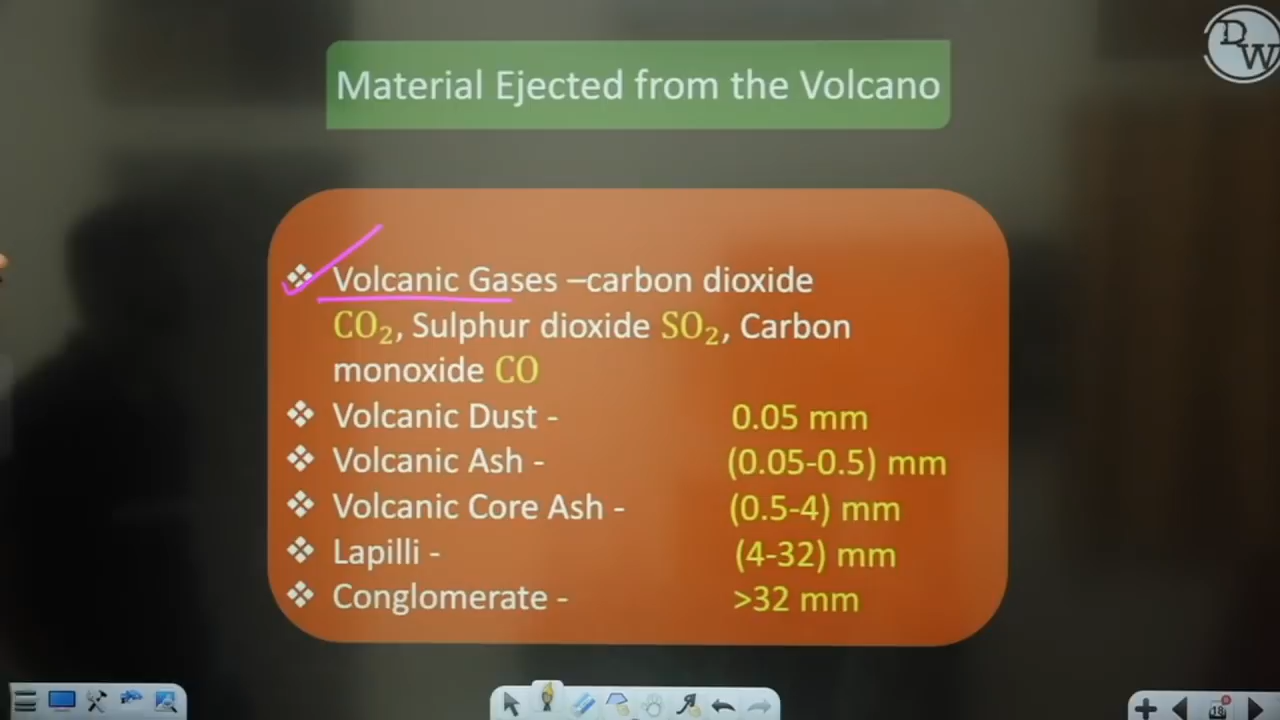 DW
Material Ejected from the Volcano
❖ Volcanic Gases –carbon dioxide
CO₂, Sulphur dioxide SO₂, Carbon
monoxide CO
❖ Volcanic Dust - 0.05 mm
❖ Volcanic Ash - (0.05-0.5) mm
❖ Volcanic Core Ash - (0.5-4) mm
❖ Lapilli - (4-32) mm
❖ Conglomerate - >32 mm
18